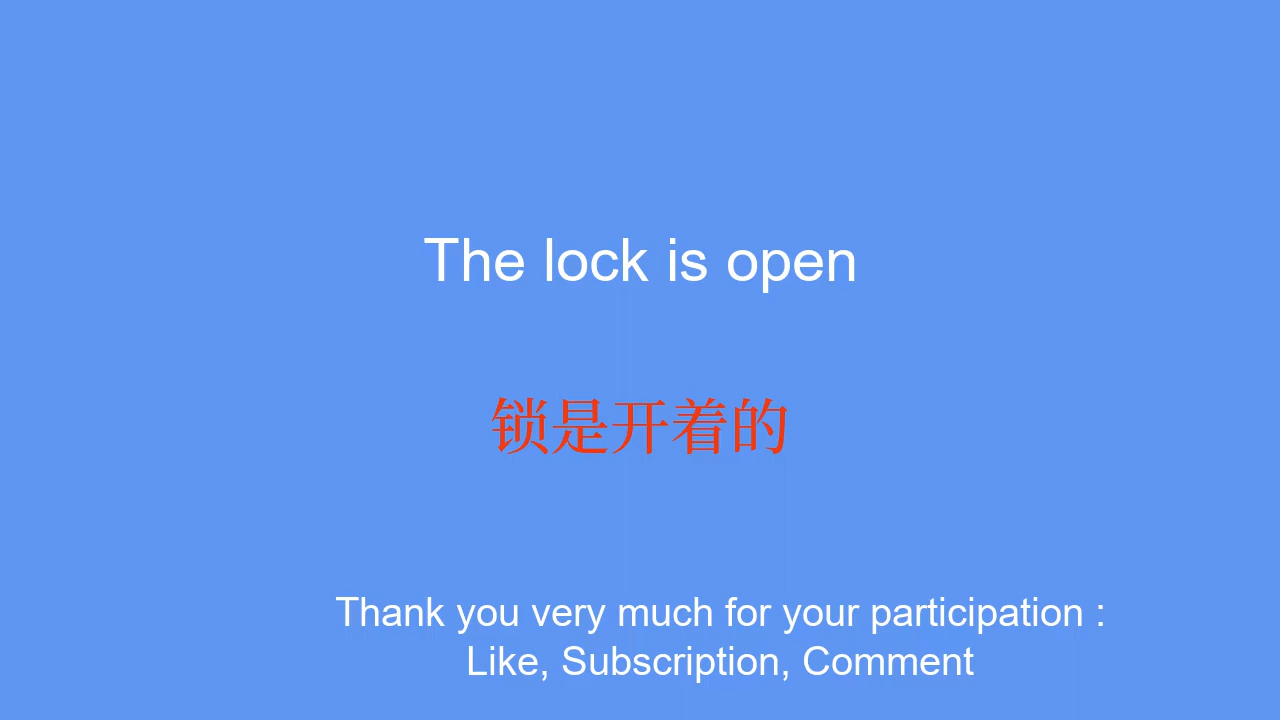 The lock is open
锁是开着的
Thank you very much for your participation :
Like, Subscription, Comment